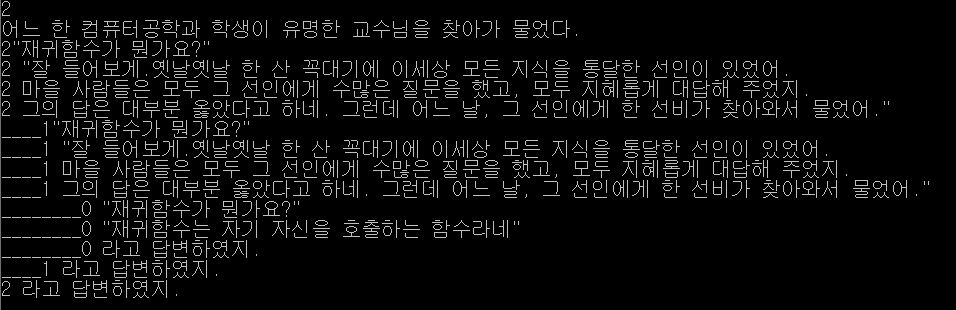 2
어느 한 컴퓨터공학과 학생이 유명한 교수님을 찾아가 물었다.
2"재귀함수가 뭔가요?"
2 "잘 들어보게.옛날옛날 한 산 꼭대기에 이세상 모든 지식을 통달한 선인이 있었어.
2 마을 사람들은 모두 그 선인에게 수많은 질문을 했고, 모두 지혜롭게 대답해 주었지.
2 그의 답은 대부분 옳았다고 하네. 그런데 어느 날, 그 선인에게 한 선비가 찾아와서 물었어."
____1"재귀함수가 뭔가요?"
____1 "잘 들어보게.옛날옛날 한 산 꼭대기에 이세상 모든 지식을 통달한 선인이 있었어.
____1 마을 사람들은 모두 그 선인에게 수많은 질문을 했고, 모두 지혜롭게 대답해 주었지.
____1 그의 답은 대부분 옳았다고 하네. 그런데 어느 날, 그 선인에게 한 선비가 찾아와서 물었어."
________0 "재귀함수가 뭔가요?"
________0 "재귀함수는 자기 자신을 호출하는 함수라네"
________0 라고 답변하였지.
____1 라고 답변하였지.
2 라고 답변하였지.